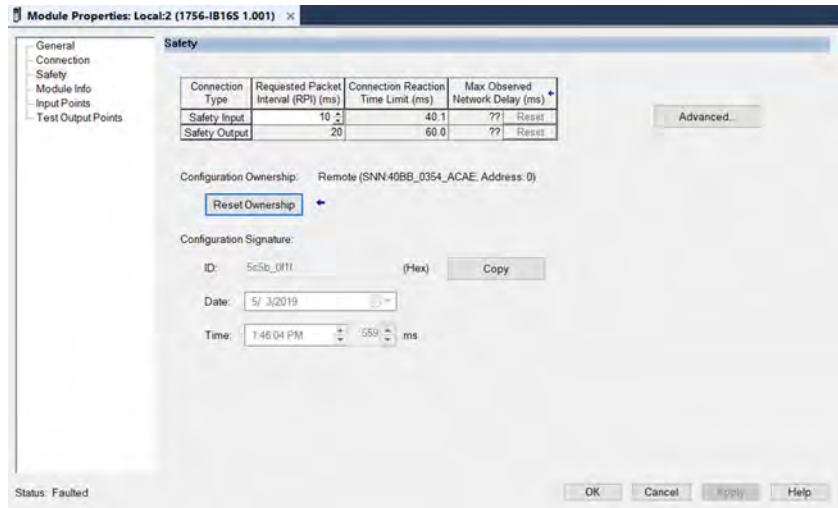 Module Properties: Local:2 (1756-IB16S 1.001) ×
General
Connection
Safety
Module Info
Input Points
Test Output Points
Safety
Connection Type Requested Packet Interval (RPI) (ms) Connection Reaction Time Limit (ms) Max Observed Network Delay (ms)
Safety Input 10 40.1 ?? Reset
Safety Output 20 60.0 ?? Reset
Advanced...
Configuration Ownership: Remote (SNN:40BB_0354_ACAE, Address: 0)
Reset Ownership
Configuration Signature:
ID: 5c5b_0f1f (Hex) Copy
Date: 5/ 3/2019
Time: 1:46:04 PM 559 ms
Status: Faulted
OK Cancel Apply Help